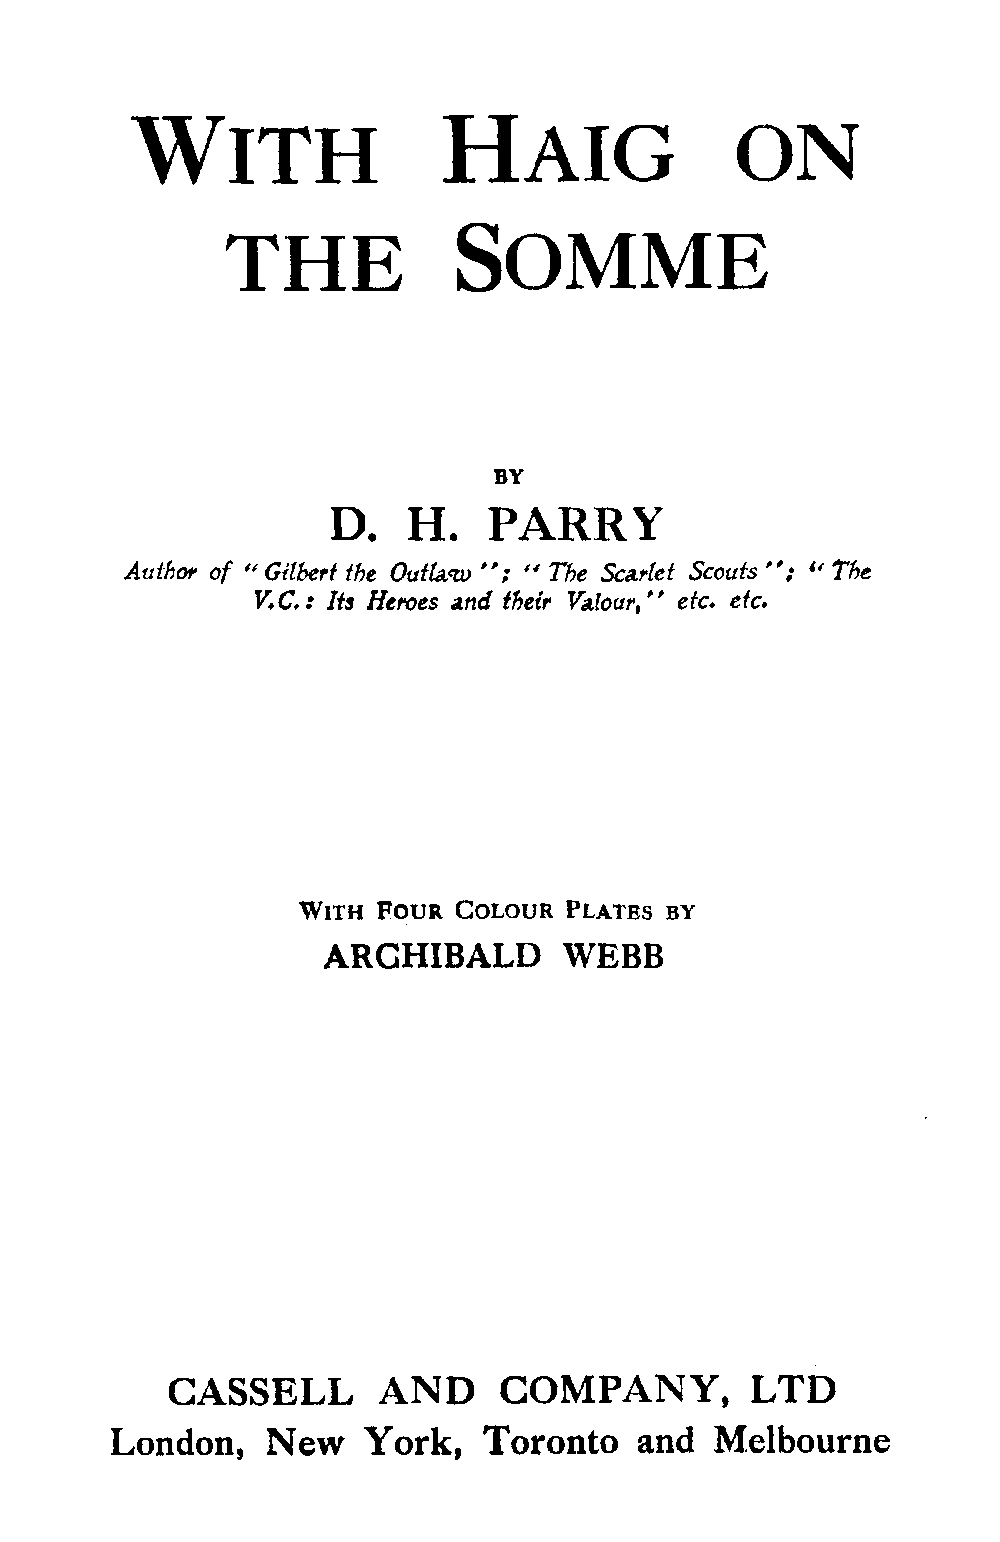 WITH HAIG ON
THE SOMME
BY
D. H. PARRY
Author of "Gilbert the Outlaw"; "The Scarlet Scouts"; "The
V.C.: Its Heroes and their Valour," etc. etc.
WITH FOUR COLOUR PLATES BY
ARCHIBALD WEBB
CASSELL AND COMPANY, LTD
London, New York, Toronto and Melbourne